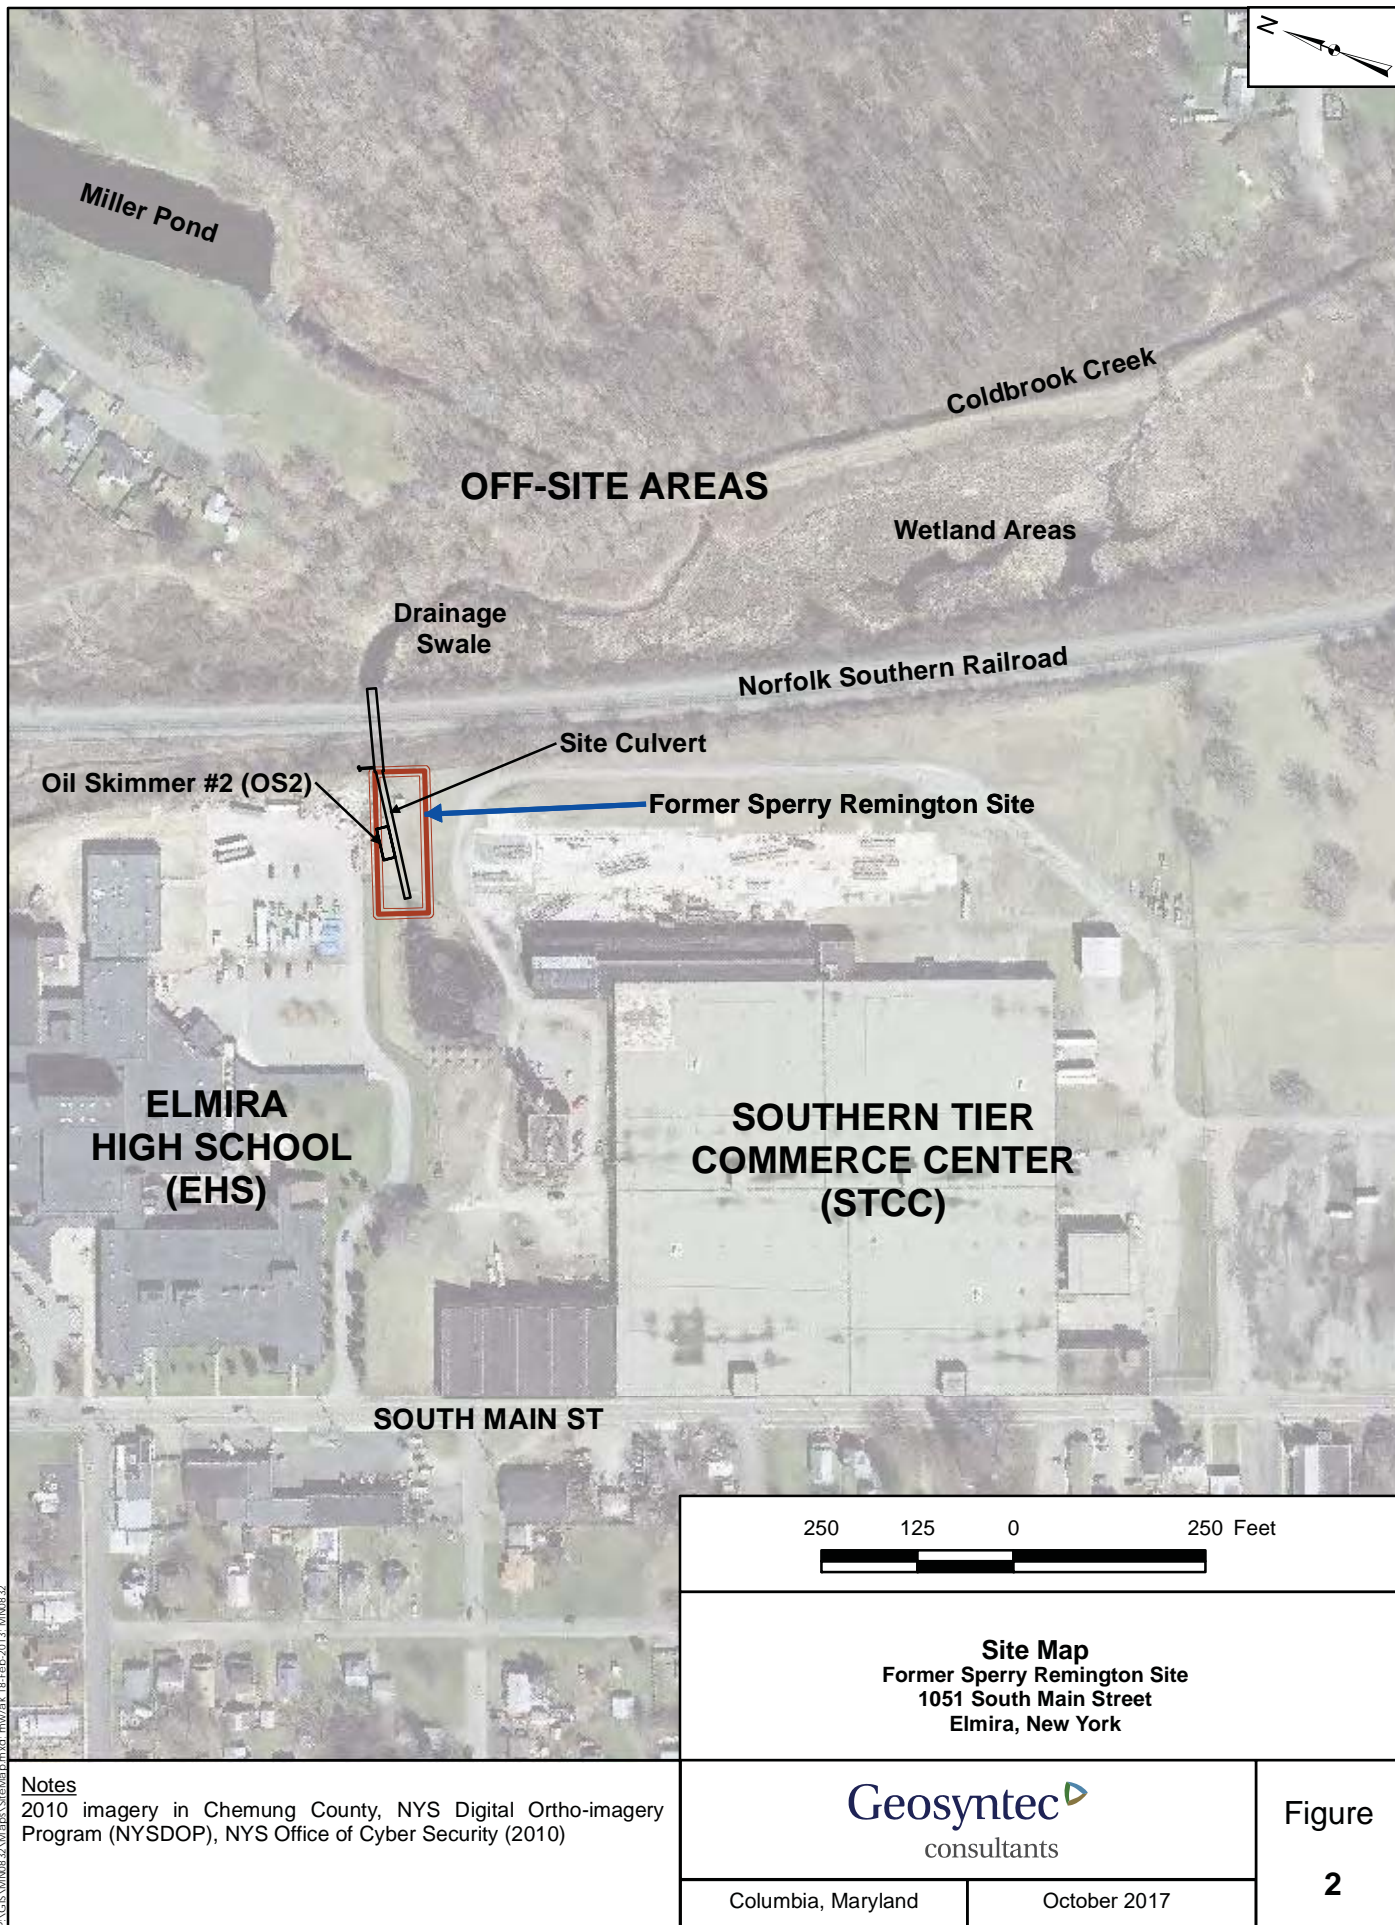 N
Miller Pond
Coldbrook Creek
OFF-SITE AREAS
Wetland Areas
Drainage
Swale
Norfolk Southern Railroad
Site Culvert
Oil Skimmer #2 (OS2)
Former Sperry Remington Site
ELMIRA
HIGH SCHOOL
(EHS)
SOUTHERN TIER
COMMERCE CENTER
(STCC)
SOUTH MAIN ST
250 125 0 250 Feet
Site Map
Former Sperry Remington Site
1051 South Main Street
Elmira, New York
Notes
2010 imagery in Chemung County, NYS Digital Ortho-imagery
Program (NYSDOP), NYS Office of Cyber Security (2010)
Geosyntec
consultants
Columbia, Maryland
October 2017
Figure
2